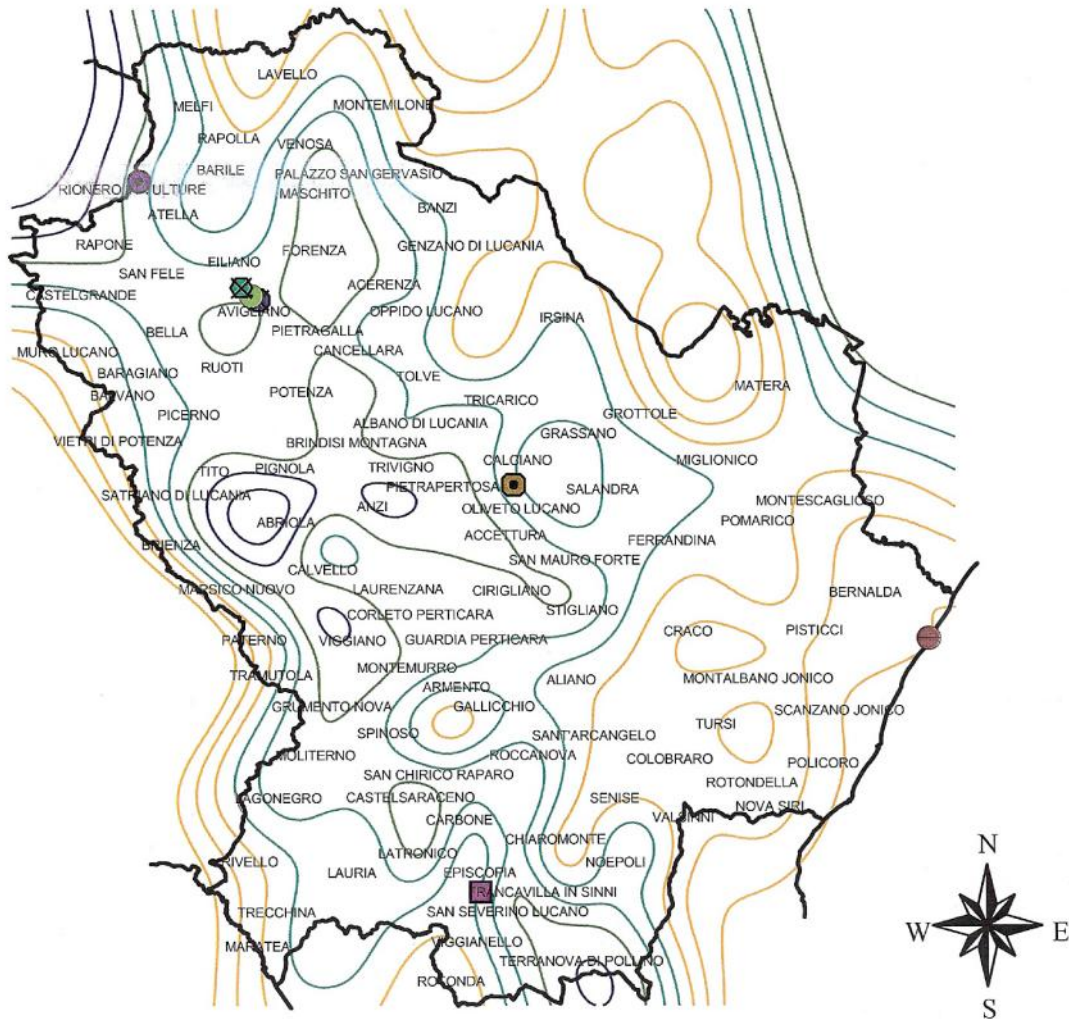 LAVELLO
MELFI
MONTEMILONE
RAPOLLA
VENOSA
BARILE
PALAZZO SAN GERVASIO
RIONERO ULTURE
MASCHITO
ATELLA
BANZI
RAPONE
FORENZA
GENZANO DI LUCANIA
SAN FELE
FILIANO
ACERENZA
CASTELGRANDE
AVIGLIANO
OPPIDO LUCANO
IRSINA
BELLA
PIETRAGALLA
MURO LUCANO
CANCELLARA
RUOTI
BARAGIANO
TOLVE
MATERA
BALVANO
POTENZA
TRICARICO
PICERNO
GROTTOLE
ALBANO DI LUCANIA
GRASSANO
VIETRI DI POTENZA
BRINDISI MONTAGNA
CALCIANO
MIGLIONICO
TITO
PIGNOLA
TRIVIGNO
PIETRAPERTOSA
SALANDRA
SATRIANO DI LUCANIA
MONTESCAGLIOSO
ANZI
OLIVETO LUCANO
ABRIOLA
POMARICO
ACCETTURA
BRIENZA
FERRANDINA
SAN MAURO FORTE
CALVELLO
MARSICO NUOVO
LAURENZANA
CIRIGLIANO
BERNALDA
STIGLIANO
CORLETO PERTICARA
PATERNO
VIGGIANO
GUARDIA PERTICARA
CRACO
PISTICCI
MONTEMURRO
TRAMUTOLA
ALIANO
MONTALBANO JONICO
ARMENTO
GRUMENTO NOVA
GALLICCHIO
SCANZANO JONICO
TURSI
SPINOSO
SANT'ARCANGELO
MOLITERNO
ROCCANOVA
COLOBRARO
POLICORO
SAN CHIRICO RAPARO
ROTONDELLA
LAGONEGRO
CASTELSARACENO
SENISE
NOVA SIRI
CARBONE
VALSINNI
CHIAROMONTE
LATRONICO
RIVELLO
NOEPOLI
LAURIA
EPISCOPIA
N
FRANCAVILLA IN SINNI
TRECCHINA
SAN SEVERINO LUCANO
W
E
MARATEA
VIGGIANELLO
TERRANOVA DI POLLINO
ROTONDA
S